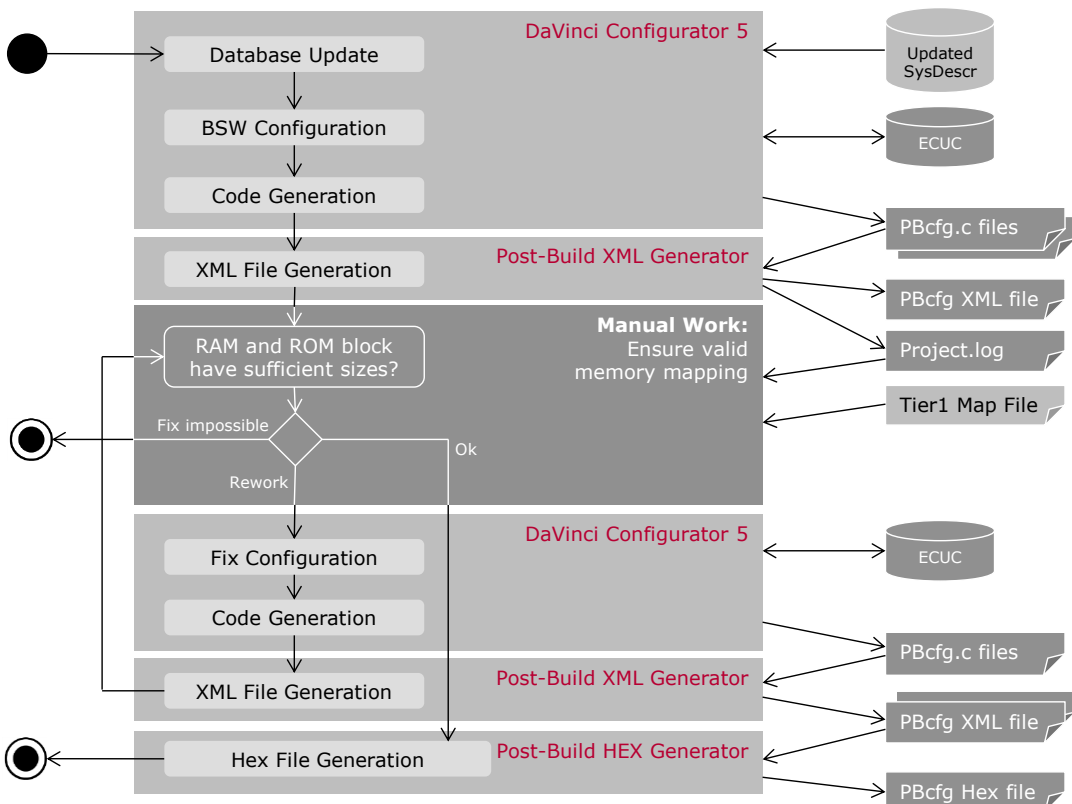 DaVinci Configurator 5
Database Update
Updated
SysDescr
BSW Configuration
ECUC
Code Generation
PBcfg.c files
Post-Build XML Generator
XML File Generation
PBcfg XML file
Manual Work:
Ensure valid
memory mapping
RAM and ROM block
have sufficient sizes?
Project.log
Tier1 Map File
Fix impossible
Ok
Rework
DaVinci Configurator 5
Fix Configuration
ECUC
Code Generation
PBcfg.c files
Post-Build XML Generator
XML File Generation
PBcfg XML file
Post-Build HEX Generator
Hex File Generation
PBcfg Hex file